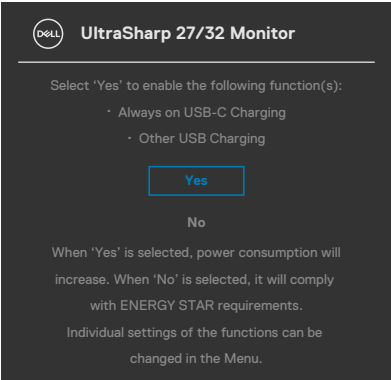 DELL UltraSharp 27/32 Monitor
Select ‘Yes’ to enable the following function(s):
· Always on USB-C Charging
· Other USB Charging
Yes
No
When ‘Yes’ is selected, power consumption will
increase. When ‘No’ is selected, it will comply
with ENERGY STAR requirements.
Individual settings of the functions can be
changed in the Menu.